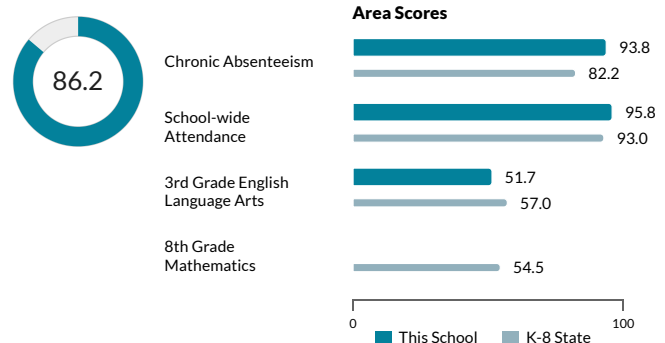 Area Scores
86.2
Chronic Absenteeism
93.8
82.2
School-wide
Attendance
95.8
93.0
3rd Grade English
Language Arts
51.7
57.0
8th Grade
Mathematics
54.5
0
100
This School
K-8 State